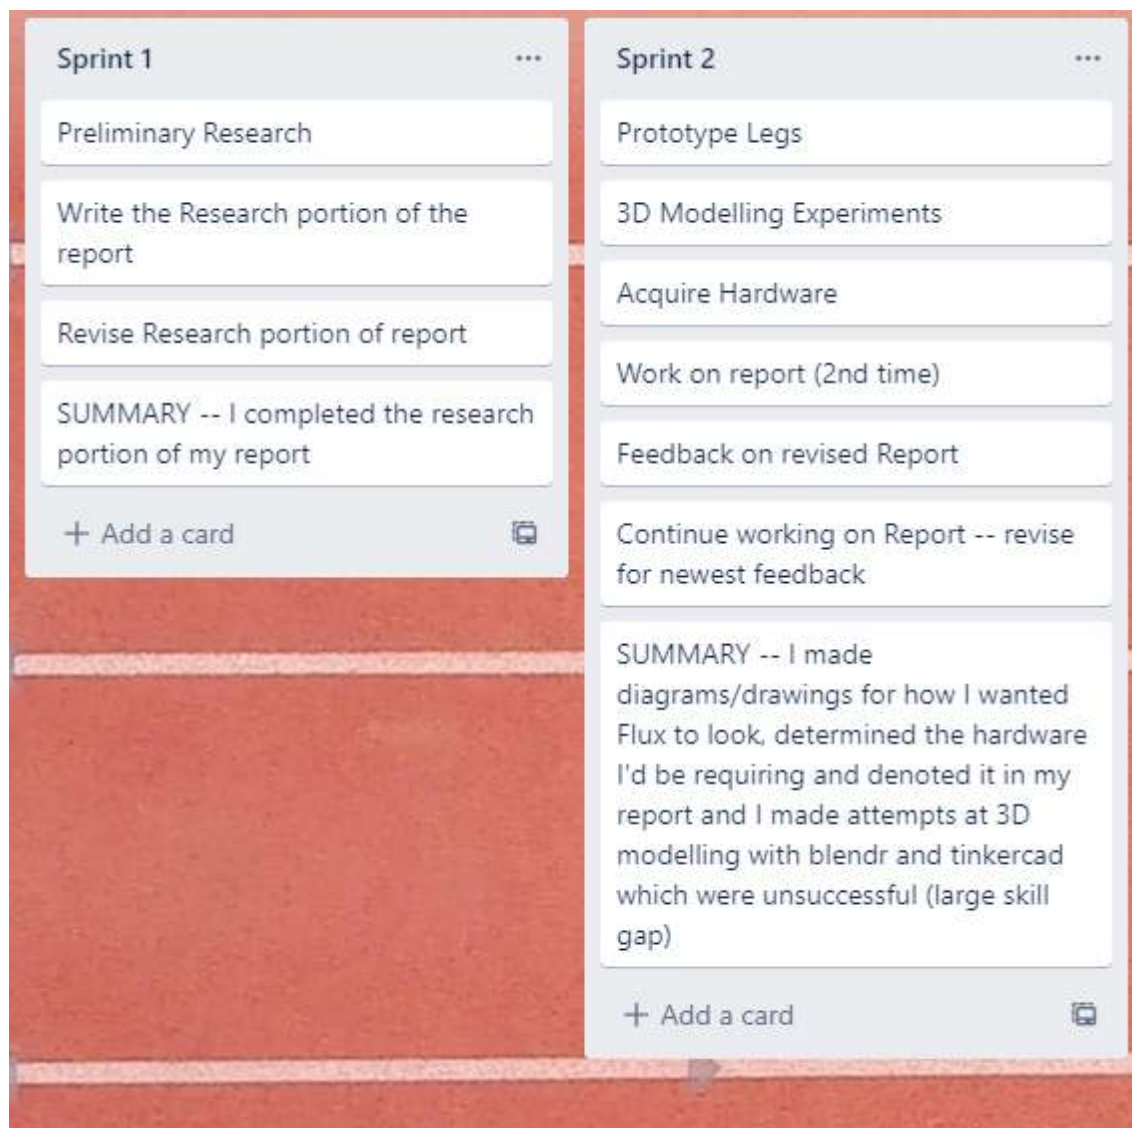 Sprint 1
Preliminary Research
Write the Research portion of the
report
Revise Research portion of report
SUMMARY -- I completed the research
portion of my report
Add a card
Sprint 2
Prototype Legs
3D Modelling Experiments
Acquire Hardware
Work on report (2nd time)
Feedback on revised Report
Continue working on Report -- revise
for newest feedback
SUMMARY -- I made
diagrams/drawings for how I wanted
Flux to look, determined the hardware
I'd be requiring and denoted it in my
report and I made attempts at 3D
modelling with blendr and tinkercad
which were unsuccessful (large skill
gap)
Add a card